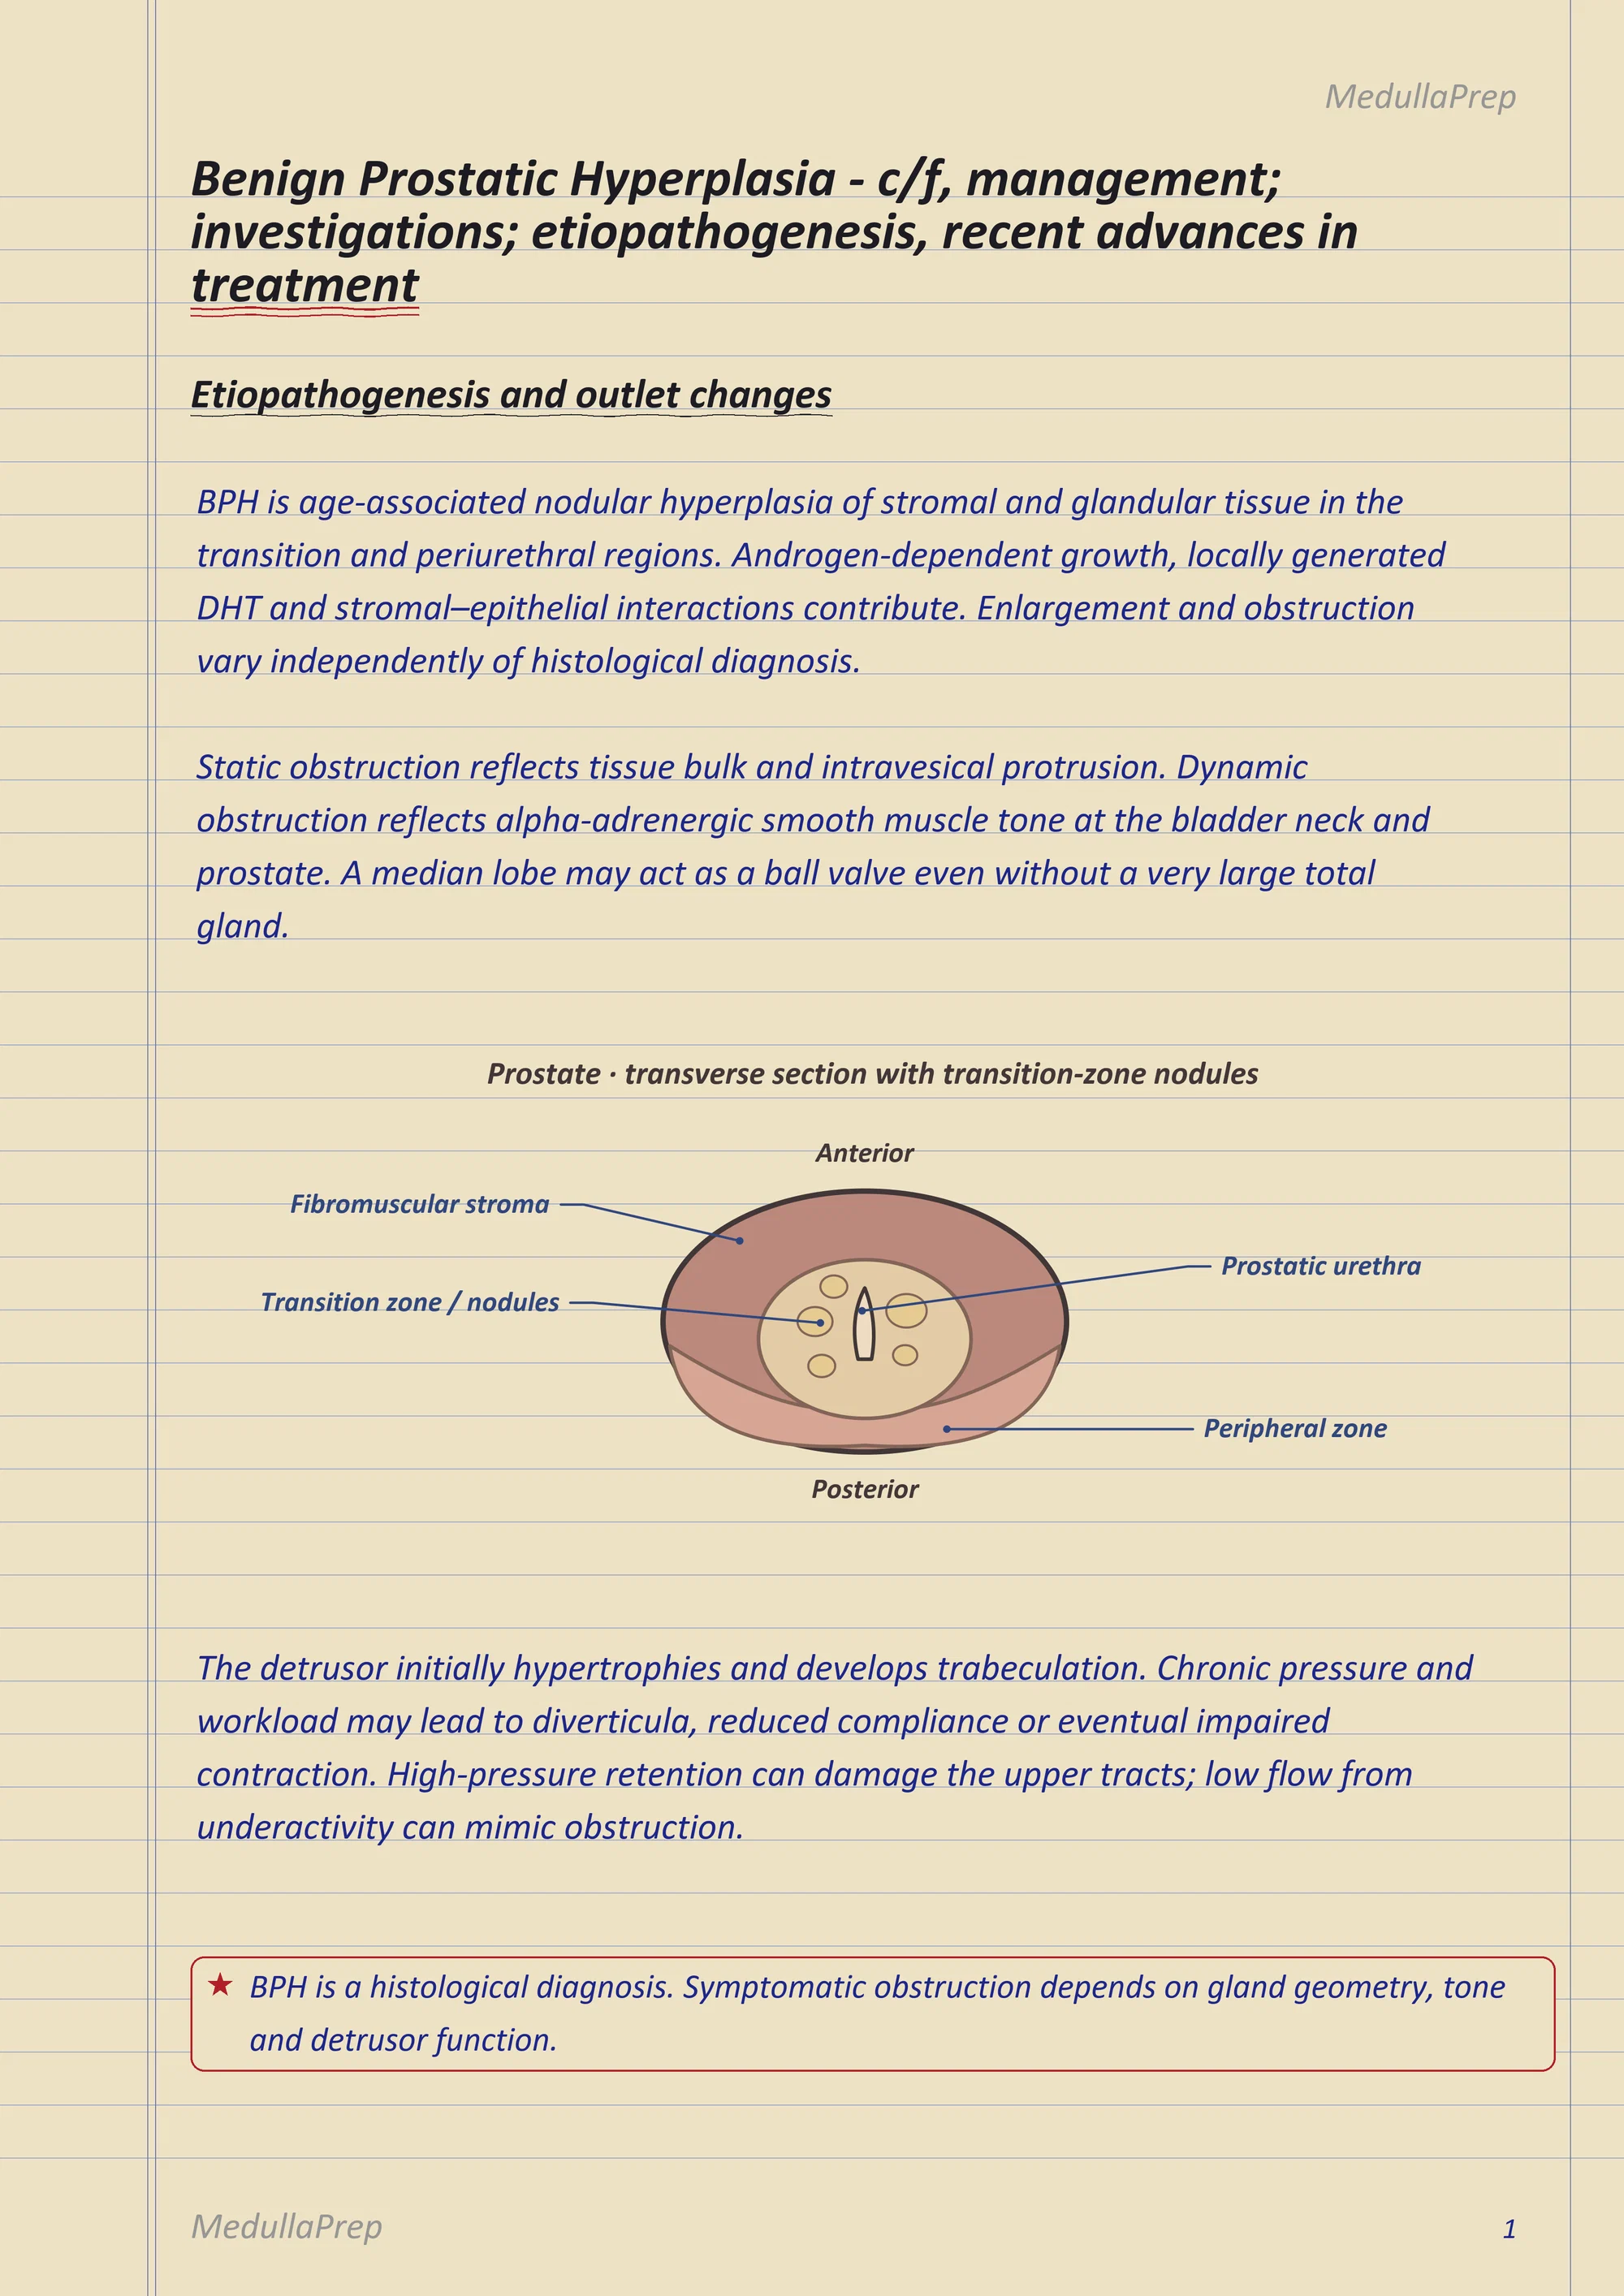 MedullaPrep
Benign Prostatic Hyperplasia - c/f, management;
investigations; etiopathogenesis, recent advances in
treatment
Etiopathogenesis and outlet changes
BPH is age-associated nodular hyperplasia of stromal and glandular tissue in the
transition and periurethral regions. Androgen-dependent growth, locally generated
DHT and stromal–epithelial interactions contribute. Enlargement and obstruction
vary independently of histological diagnosis.
Static obstruction reflects tissue bulk and intravesical protrusion. Dynamic
obstruction reflects alpha-adrenergic smooth muscle tone at the bladder neck and
prostate. A median lobe may act as a ball valve even without a very large total
gland.
Prostate · transverse section with transition-zone nodules
Anterior
Fibromuscular stroma
Prostatic urethra
Transition zone / nodules
Peripheral zone
Posterior
The detrusor initially hypertrophies and develops trabeculation. Chronic pressure and
workload may lead to diverticula, reduced compliance or eventual impaired
contraction. High-pressure retention can damage the upper tracts; low flow from
underactivity can mimic obstruction.
★ BPH is a histological diagnosis. Symptomatic obstruction depends on gland geometry, tone
and detrusor function.
MedullaPrep
1